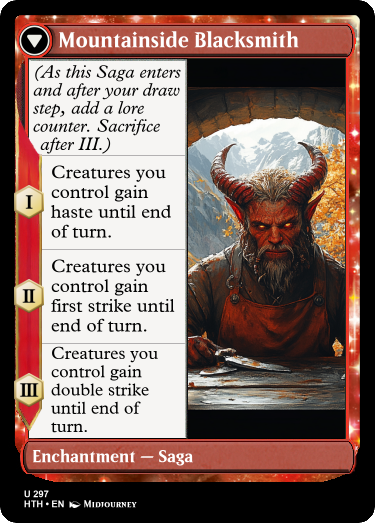 Mountainside Blacksmith
(As this Saga enters
and after your draw
step, add a lore
counter. Sacrifice
after III.)
I
Creatures you
control gain
haste until end
of turn.
II
Creatures you
control gain
first strike until
end of turn.
III
Creatures you
control gain
double strike
until end of
turn.
Enchantment — Saga
U 297
HTH • EN Midjourney